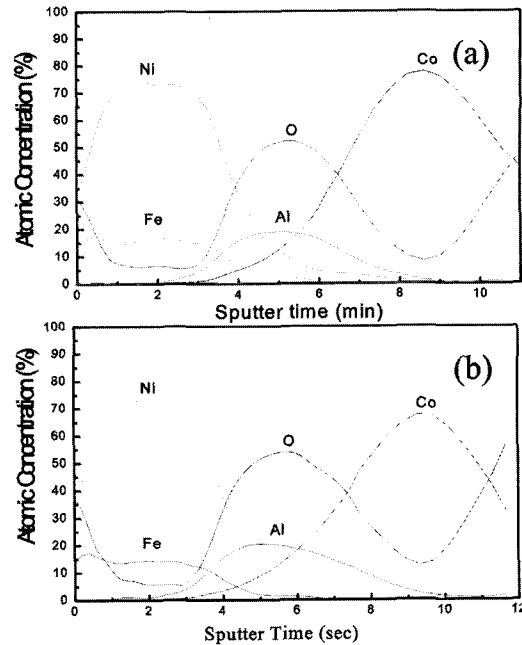 100
90
80
70
60
50
40
30
20
10
0
Atomic Concentration (%)
(a)
Ni
Co
O
Fe
Al
0 2 4 6 8 10
Sputter time (min)
100
90
80
70
60
50
40
30
20
10
0
Atomic Concentration (%)
(b)
Ni
Co
O
Fe
Al
0 2 4 6 8 10 12
Sputter Time (sec)